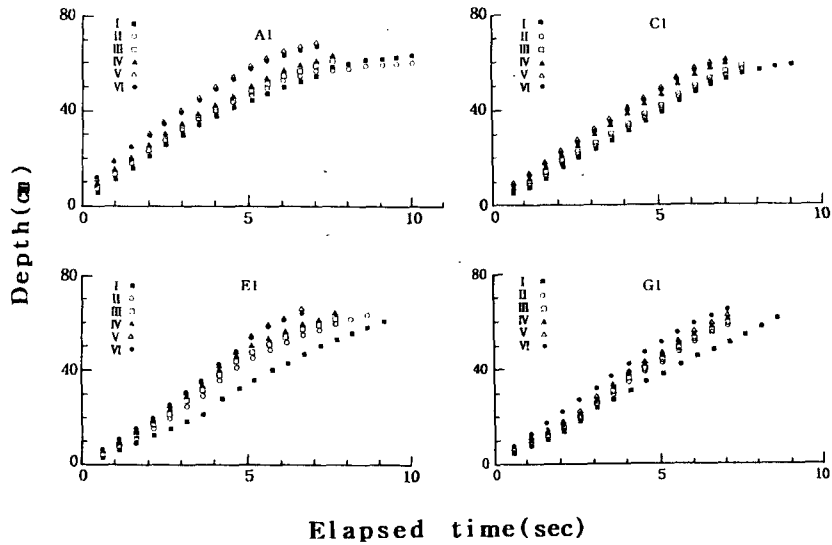 80
I
II
III
IV
V
VI
A1
40
0
0
5
10
80
I
II
III
IV
V
VI
C1
40
0
0
5
10
Depth(cm)
80
I
II
III
IV
V
VI
E1
40
0
0
5
10
80
I
II
III
IV
V
VI
G1
40
0
0
5
10
Elapsed time(sec)